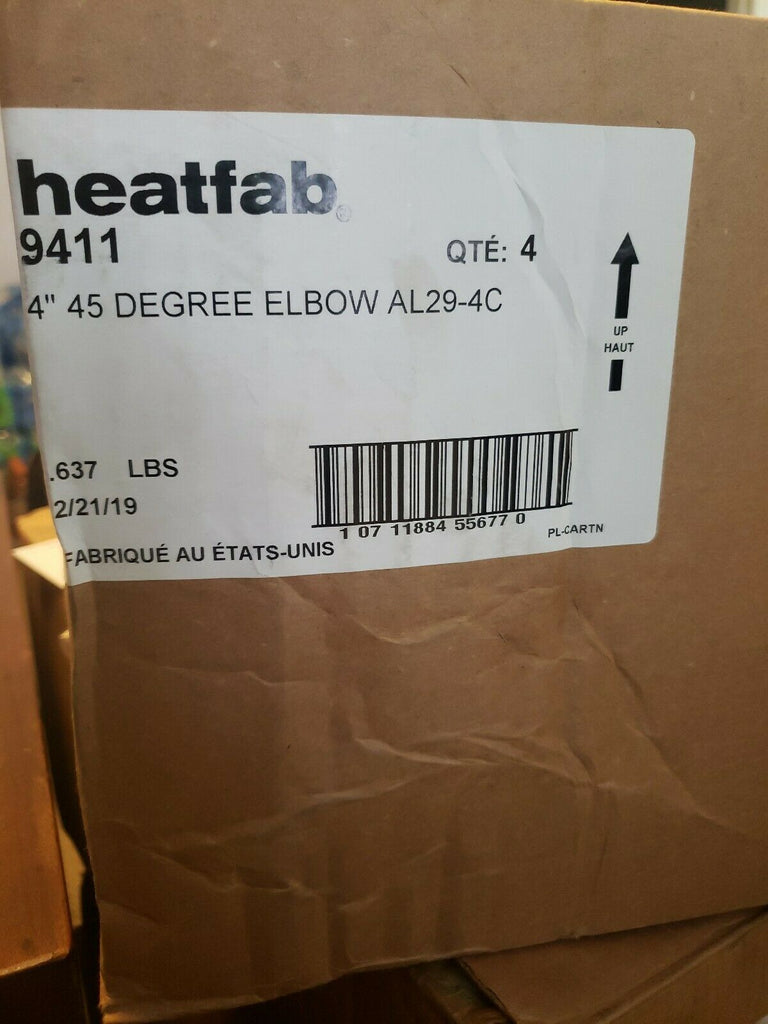 heatfab®
9411
QTÉ: 4
4" 45 DEGREE ELBOW AL29-4C
UP
HAUT
.637 LBS
2/21/19
1 07 11884 55677 0
PL-CARTN
FABRIQUÉ AU ÉTATS-UNIS